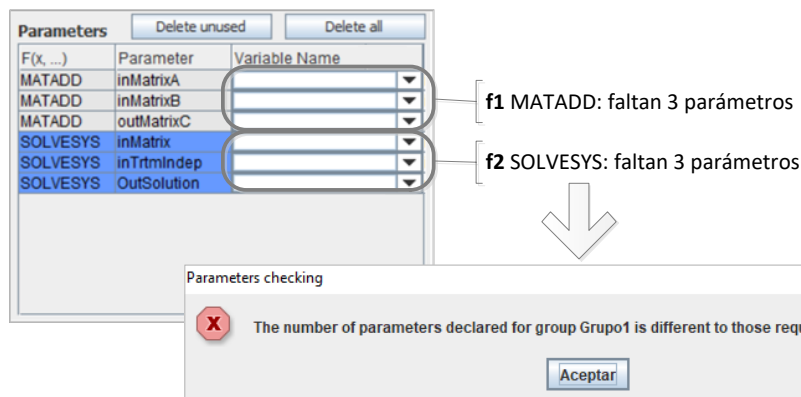 Parameters Delete unused Delete all
F(x, ...) Parameter Variable Name
MATADD inMatrixA
MATADD inMatrixB
MATADD outMatrixC
SOLVESYS inMatrix
SOLVESYS inTrtmIndep
SOLVESYS OutSolution
f1 MATADD: faltan 3 parámetros
f2 SOLVESYS: faltan 3 parámetros
Parameters checking
The number of parameters declared for group Grupo1 is different to those requ
Aceptar